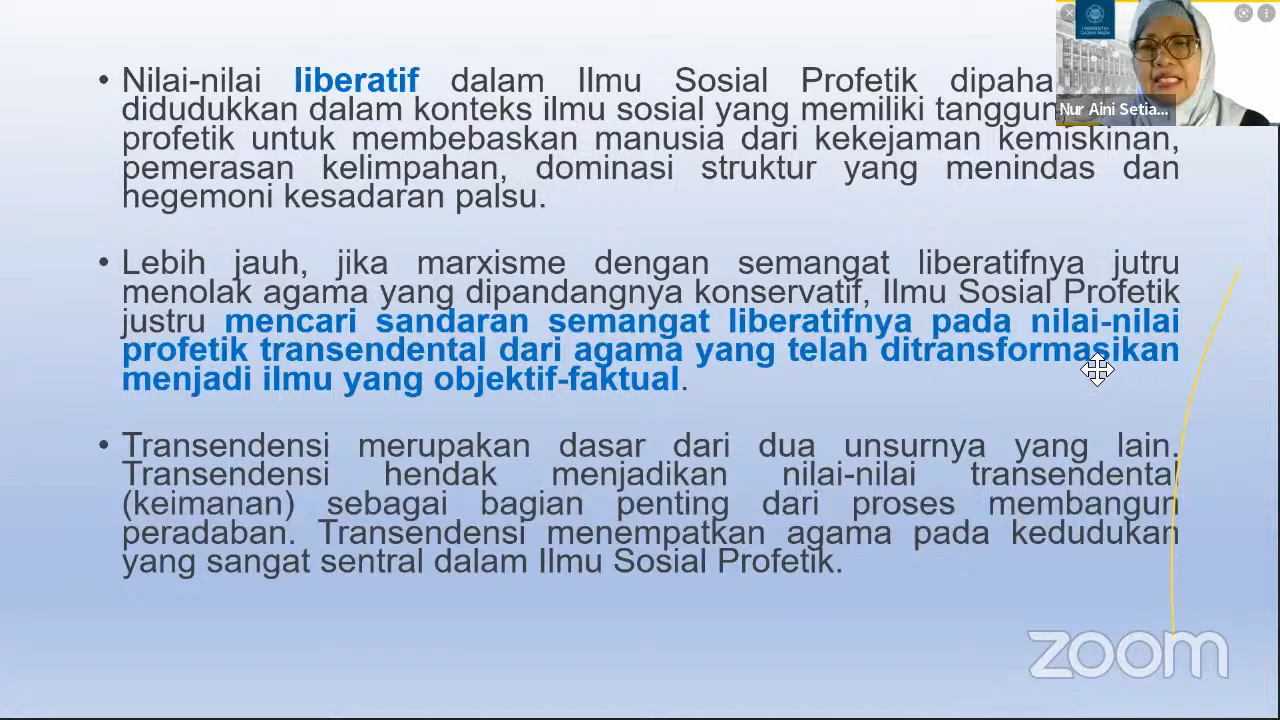 • Nilai-nilai liberatif dalam Ilmu Sosial Profetik
didudukkan dalam konteks ilmu sosial yang memiliki
profetik untuk membebaskan manusia dari kekejaman kemiskinan,
pemerasan kelimpahan, dominasi struktur yang menindas dan
hegemoni kesadaran palsu.
• Lebih jauh, jika marxisme dengan semangat liberatifnya jutru
menolak agama yang dipandangnya konservatif, Ilmu Sosial Profetik
justru mencari sandaran semangat liberatifnya pada nilai-nilai
profetik transendental dari agama yang telah ditransformasikan
menjadi ilmu yang objektif-faktual.
• Transendensi merupakan dasar dari dua unsurnya yang lain.
Transendensi hendak menjadikan nilai-nilai transendental
(keimanan) sebagai bagian penting dari proses membangun
peradaban. Transendensi menempatkan agama pada kedudukan
yang sangat sentral dalam Ilmu Sosial Profetik.
UNIVERSITAS
GADJAH MADA
Nur Aini Setia...
zoom